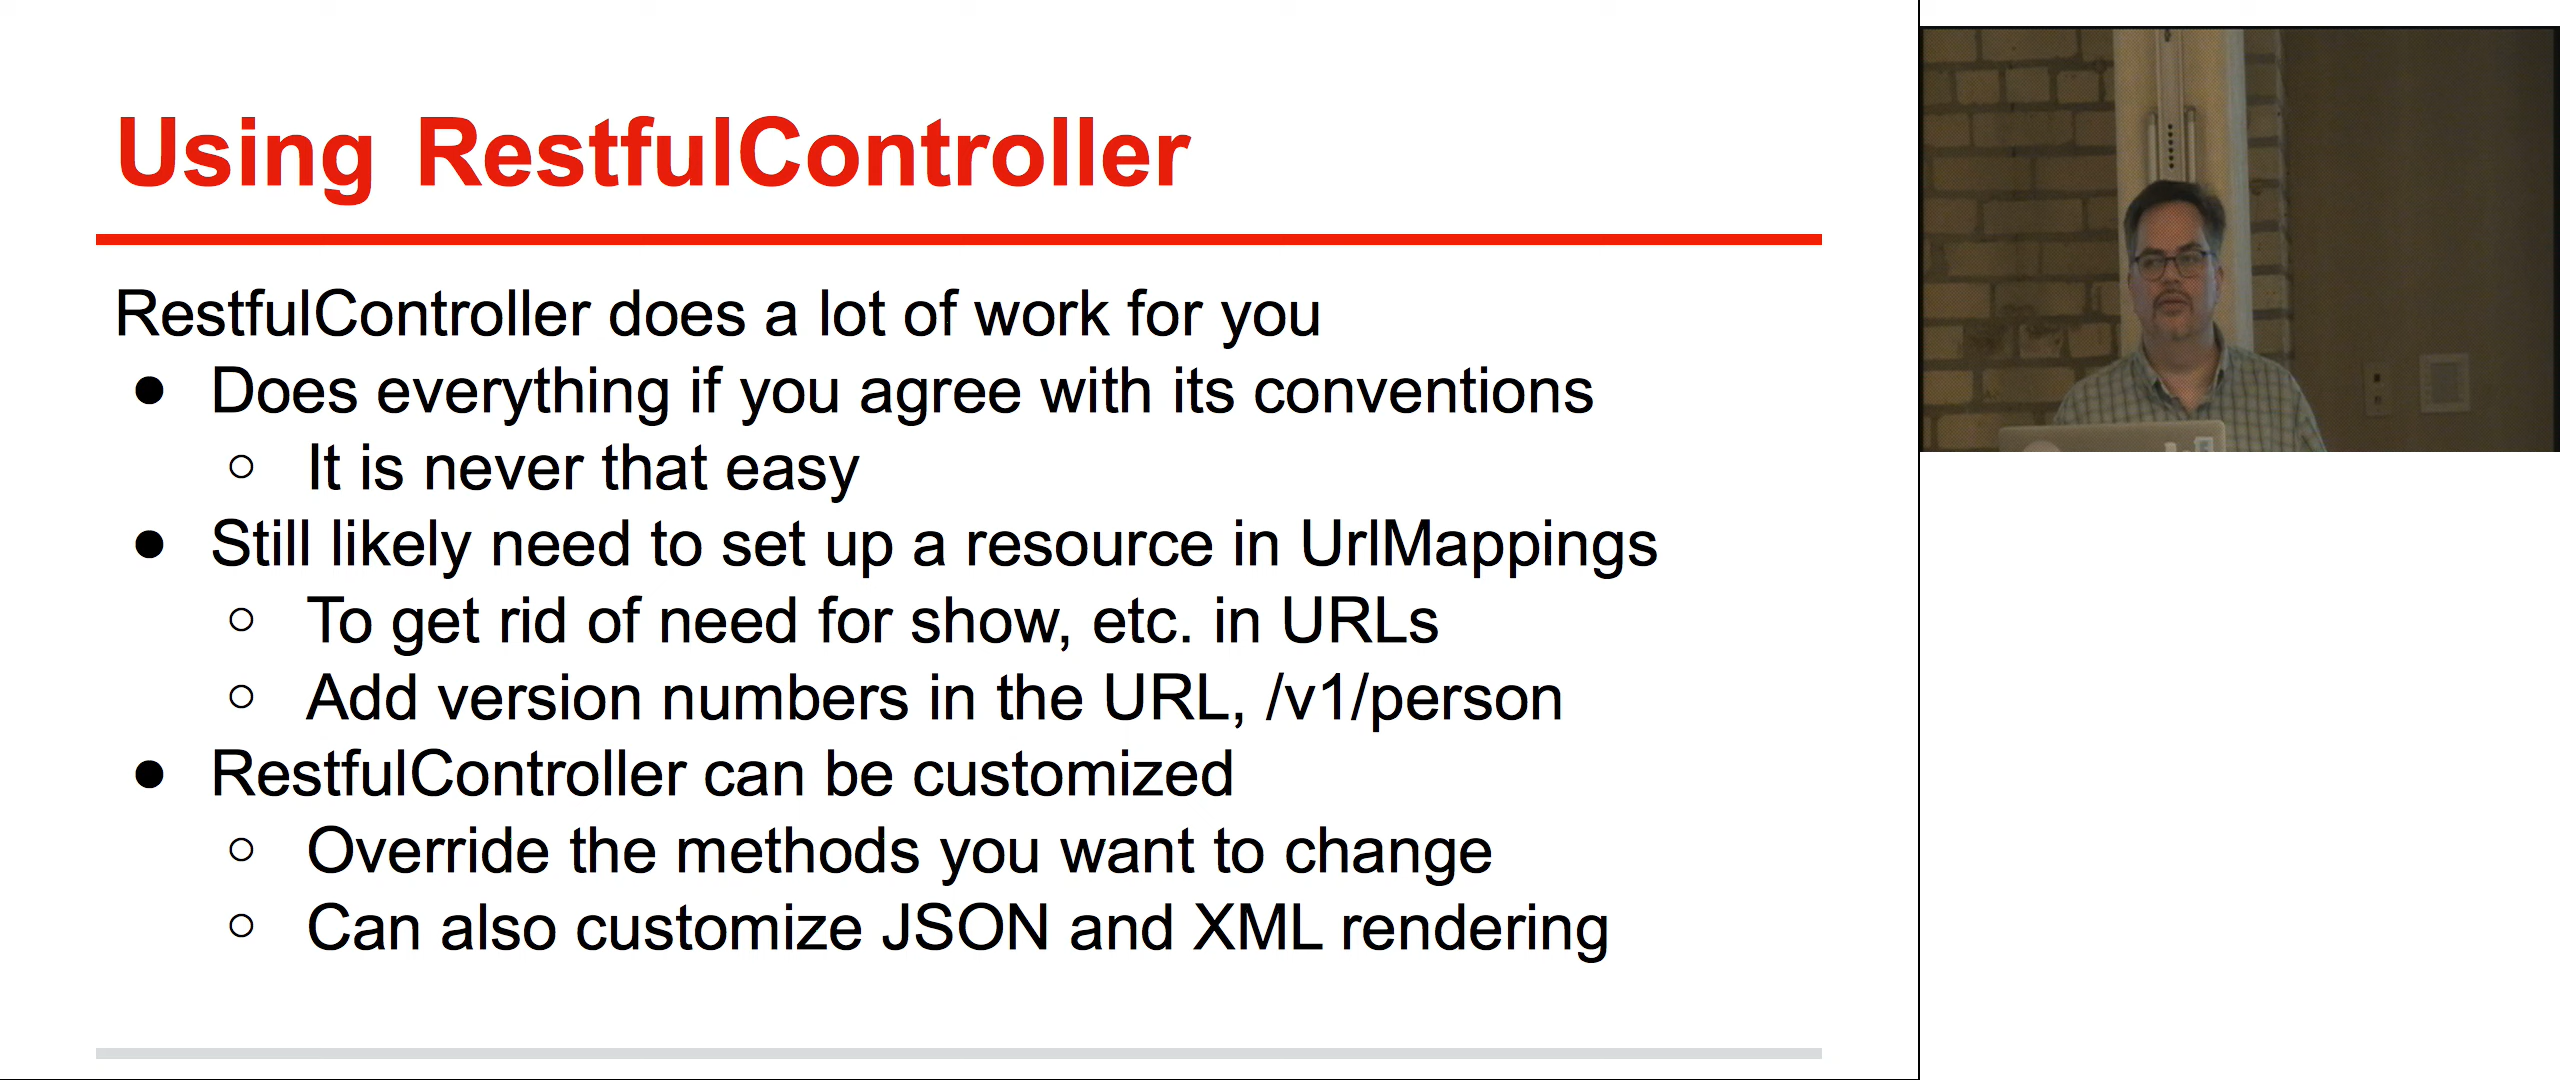 Using RestfulController
RestfulController does a lot of work for you
● Does everything if you agree with its conventions
○ It is never that easy
● Still likely need to set up a resource in UrlMappings
○ To get rid of need for show, etc. in URLs
○ Add version numbers in the URL, /v1/person
● RestfulController can be customized
○ Override the methods you want to change
○ Can also customize JSON and XML rendering